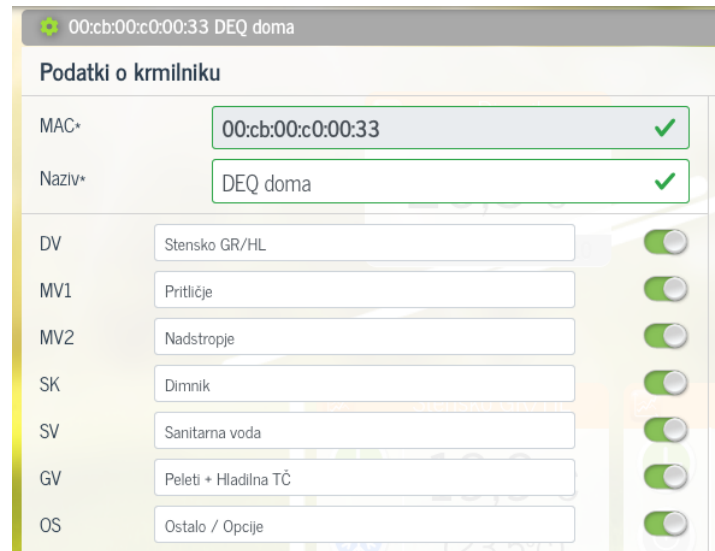 00:cb:00:c0:00:33 DEQ doma
Podatki o krmilniku
MAC* 00:cb:00:c0:00:33
Naziv* DEQ doma
DV Stensko GR/HL
MV1 Pritličje
MV2 Nadstropje
SK Dimnik
SV Sanitarna voda
GV Peleti + Hladilna TČ
OS Ostalo / Opcije